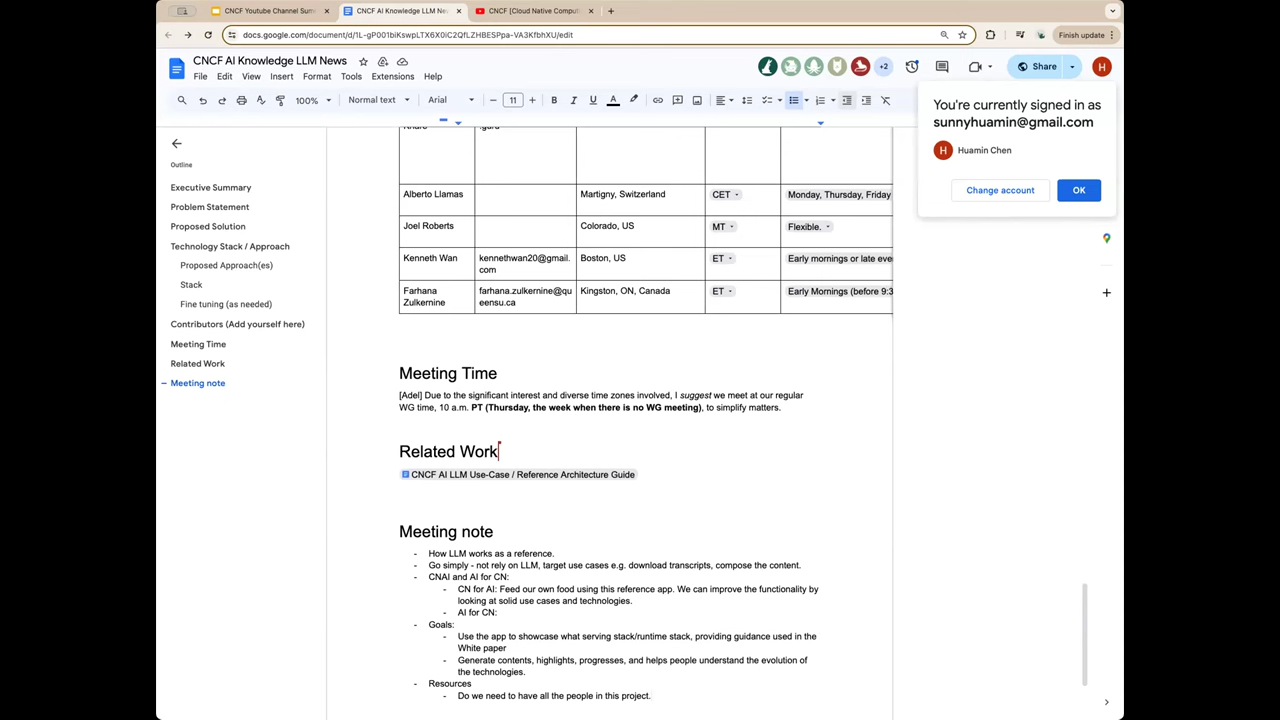 CNCF Youtube Channel Sum
CNCF AI Knowledge LLM New
CNCF [Cloud Native Comput
docs.google.com/document/d/1L-gP001biKswpLTX6X0iC2QfLZHBESPpa-VA3KfbhXU/edit
Finish update
CNCF AI Knowledge LLM News
File Edit View Insert Format Tools Extensions Help
+2
Share
H
100%
Normal text
Arial
11
B I U A
You're currently signed in as
sunnyhuamin@gmail.com
H Huamin Chen
Change account
OK
Outline
Executive Summary
Problem Statement
Proposed Solution
Technology Stack / Approach
Proposed Approach(es)
Stack
Fine tuning (as needed)
Contributors (Add yourself here)
Meeting Time
Related Work
Meeting note
Alberto Llamas Martigny, Switzerland CET Monday, Thursday, Friday
Joel Roberts Colorado, US MT Flexible.
Kenneth Wan kennethwan20@gmail. Boston, US ET Early mornings or late eve
com
Farhana farhana.zulkernine@qu Kingston, ON, Canada ET Early Mornings (before 9:3
Zulkernine eensu.ca
Meeting Time
[Adel] Due to the significant interest and diverse time zones involved, I suggest we meet at our regular
WG time, 10 a.m. PT (Thursday, the week when there is no WG meeting), to simplify matters.
Related Work
CNCF AI LLM Use-Case / Reference Architecture Guide
Meeting note
- How LLM works as a reference.
- Go simply - not rely on LLM, target use cases e.g. download transcripts, compose the content.
- CNAI and AI for CN:
- CN for AI: Feed our own food using this reference app. We can improve the functionality by
looking at solid use cases and technologies.
- AI for CN:
- Goals:
- Use the app to showcase what serving stack/runtime stack, providing guidance used in the
White paper
- Generate contents, highlights, progresses, and helps people understand the evolution of
the technologies.
- Resources
- Do we need to have all the people in this project.